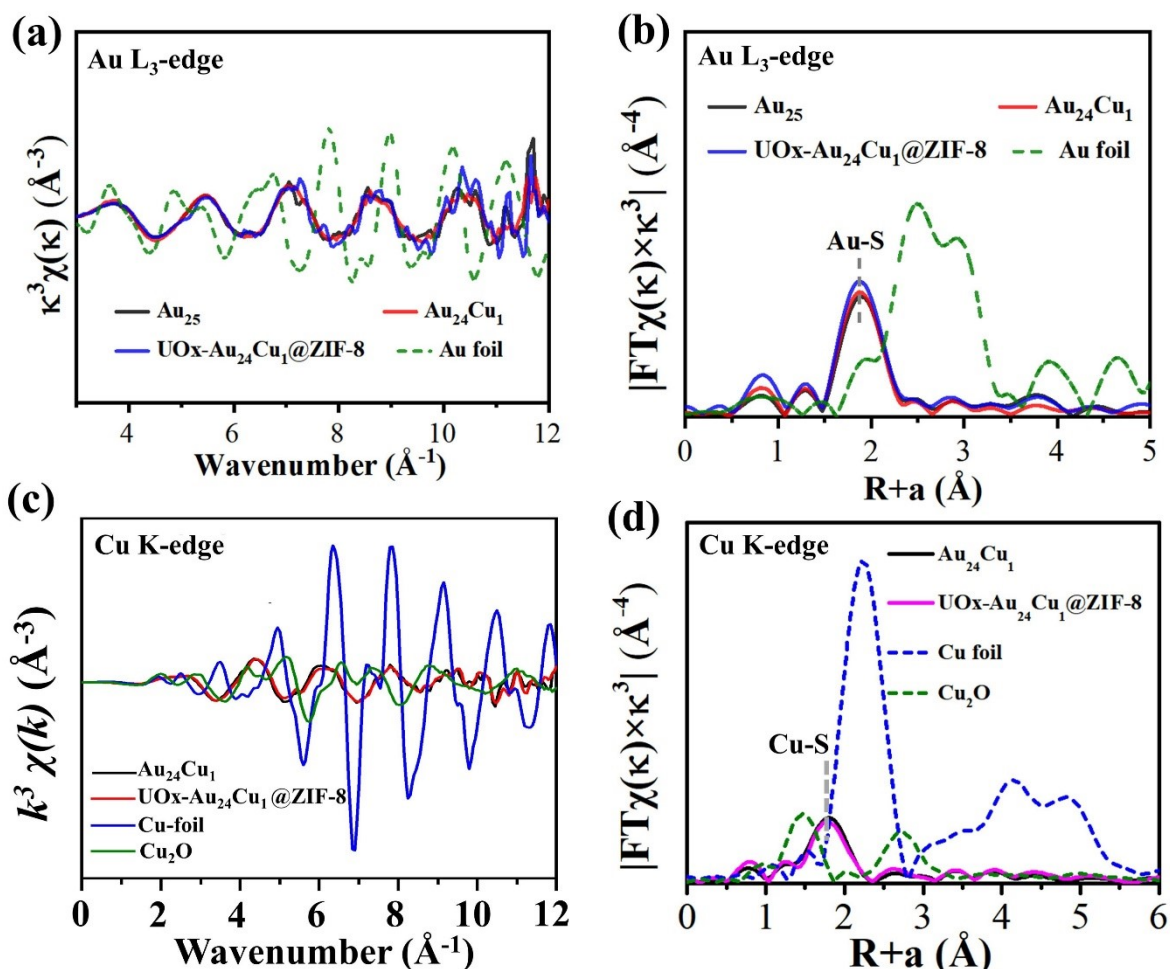 (a)
Au L₃-edge
κ³χ(κ) (Å⁻³)
Au₂₅
Au₂₄Cu₁
UOx-Au₂₄Cu₁@ZIF-8
Au foil
4 6 8 10 12
Wavenumber (Å⁻¹)
(b)
Au L₃-edge
|FTχ(κ)×κ³| (Å⁻⁴)
Au₂₅
Au₂₄Cu₁
UOx-Au₂₄Cu₁@ZIF-8
Au foil
Au-S
0 1 2 3 4 5
R+a (Å)
(c)
Cu K-edge
k³ χ(k) (Å⁻³)
Au₂₄Cu₁
UOx-Au₂₄Cu₁@ZIF-8
Cu-foil
Cu₂O
0 2 4 6 8 10 12
Wavenumber (Å⁻¹)
(d)
Cu K-edge
|FTχ(κ)×κ³| (Å⁻⁴)
Au₂₄Cu₁
UOx-Au₂₄Cu₁@ZIF-8
Cu foil
Cu₂O
Cu-S
0 1 2 3 4 5 6
R+a (Å)